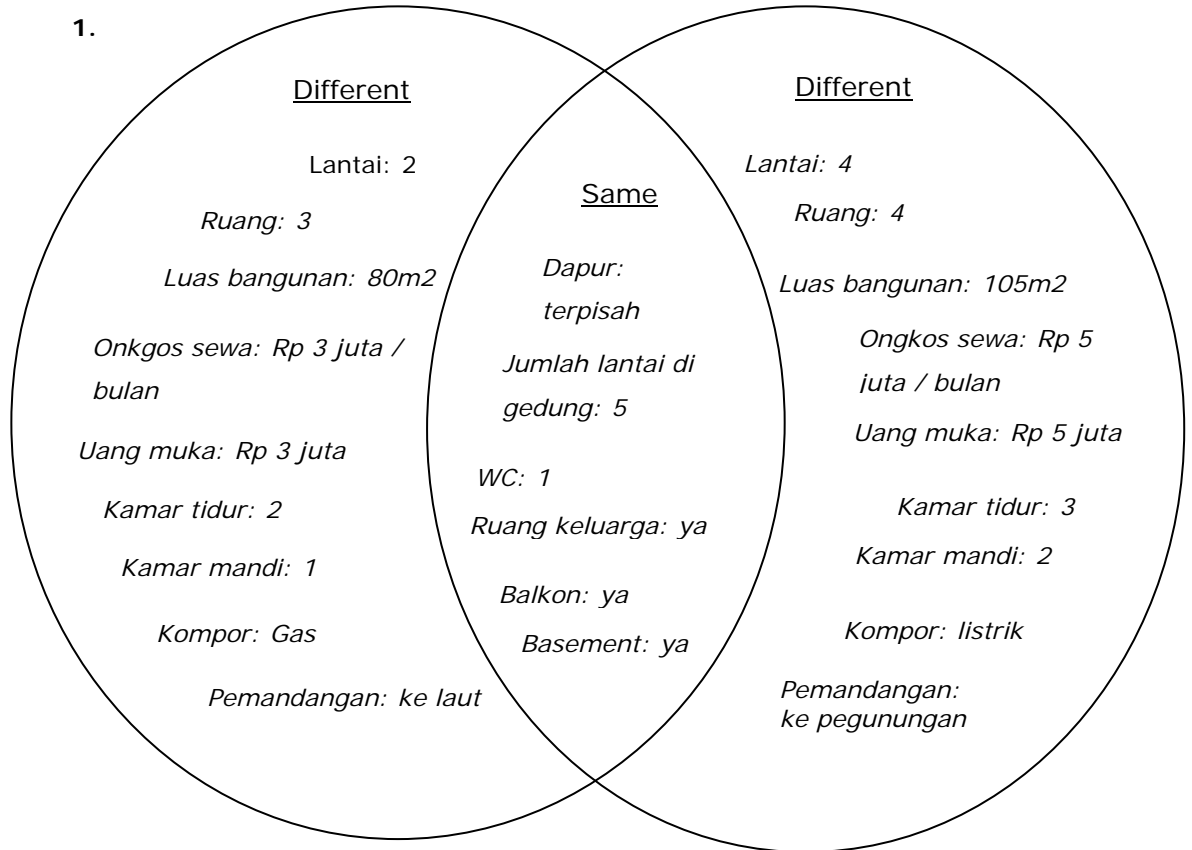 1.
Different
Lantai: 2
Ruang: 3
Luas bangunan: 80m2
Onkgos sewa: Rp 3 juta /
bulan
Uang muka: Rp 3 juta
Kamar tidur: 2
Kamar mandi: 1
Kompor: Gas
Pemandangan: ke laut
Same
Dapur:
terpisah
Jumlah lantai di
gedung: 5
WC: 1
Ruang keluarga: ya
Balkon: ya
Basement: ya
Different
Lantai: 4
Ruang: 4
Luas bangunan: 105m2
Ongkos sewa: Rp 5
juta / bulan
Uang muka: Rp 5 juta
Kamar tidur: 3
Kamar mandi: 2
Kompor: listrik
Pemandangan:
ke pegunungan